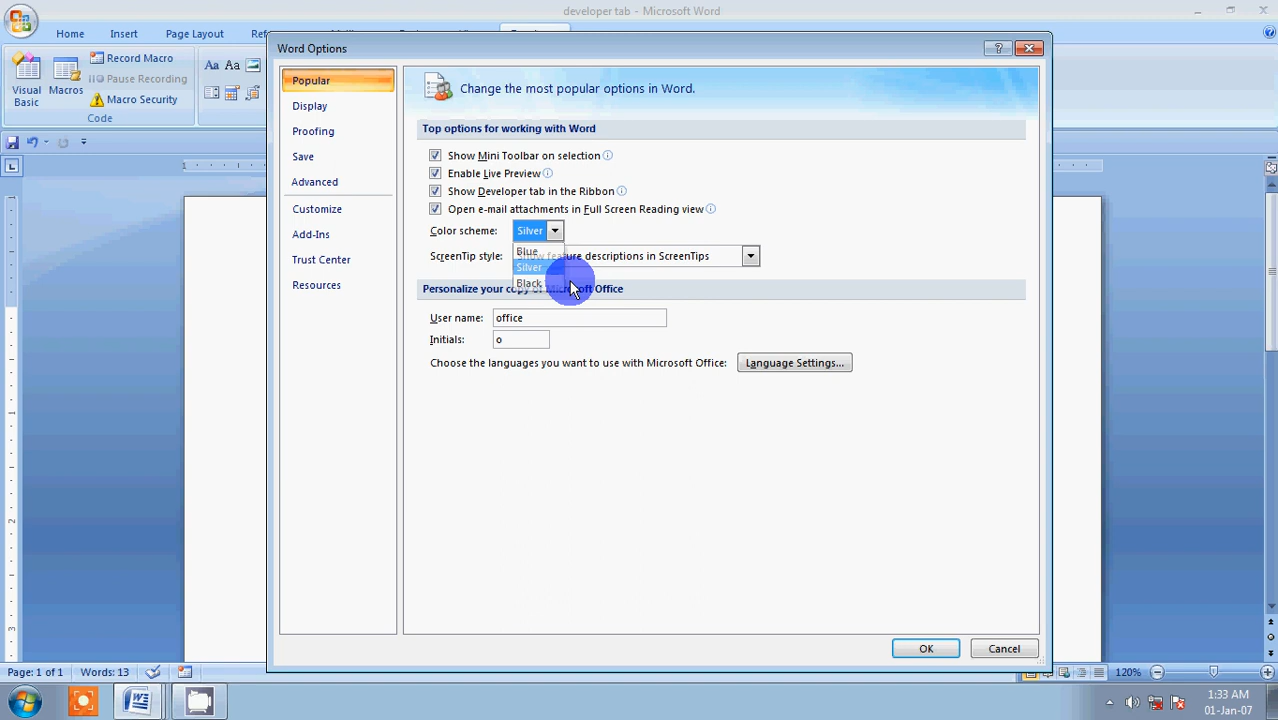 developer tab - Microsoft Word
Home Insert Page Layout
Visual Basic
Macros
Record Macro
Pause Recording
Macro Security
Code
Aa Aa
Word Options
Popular
Display
Proofing
Save
Advanced
Customize
Add-Ins
Trust Center
Resources
Change the most popular options in Word.
Top options for working with Word
Show Mini Toolbar on selection
Enable Live Preview
Show Developer tab in the Ribbon
Open e-mail attachments in Full Screen Reading view
Color scheme: Silver
Blue
Silver
Black
ScreenTip style: feature descriptions in ScreenTips
Personalize your copy of Microsoft Office
User name: office
Initials: o
Choose the languages you want to use with Microsoft Office: Language Settings...
OK Cancel
Page: 1 of 1 Words: 13 120%
1:33 AM
01-Jan-07